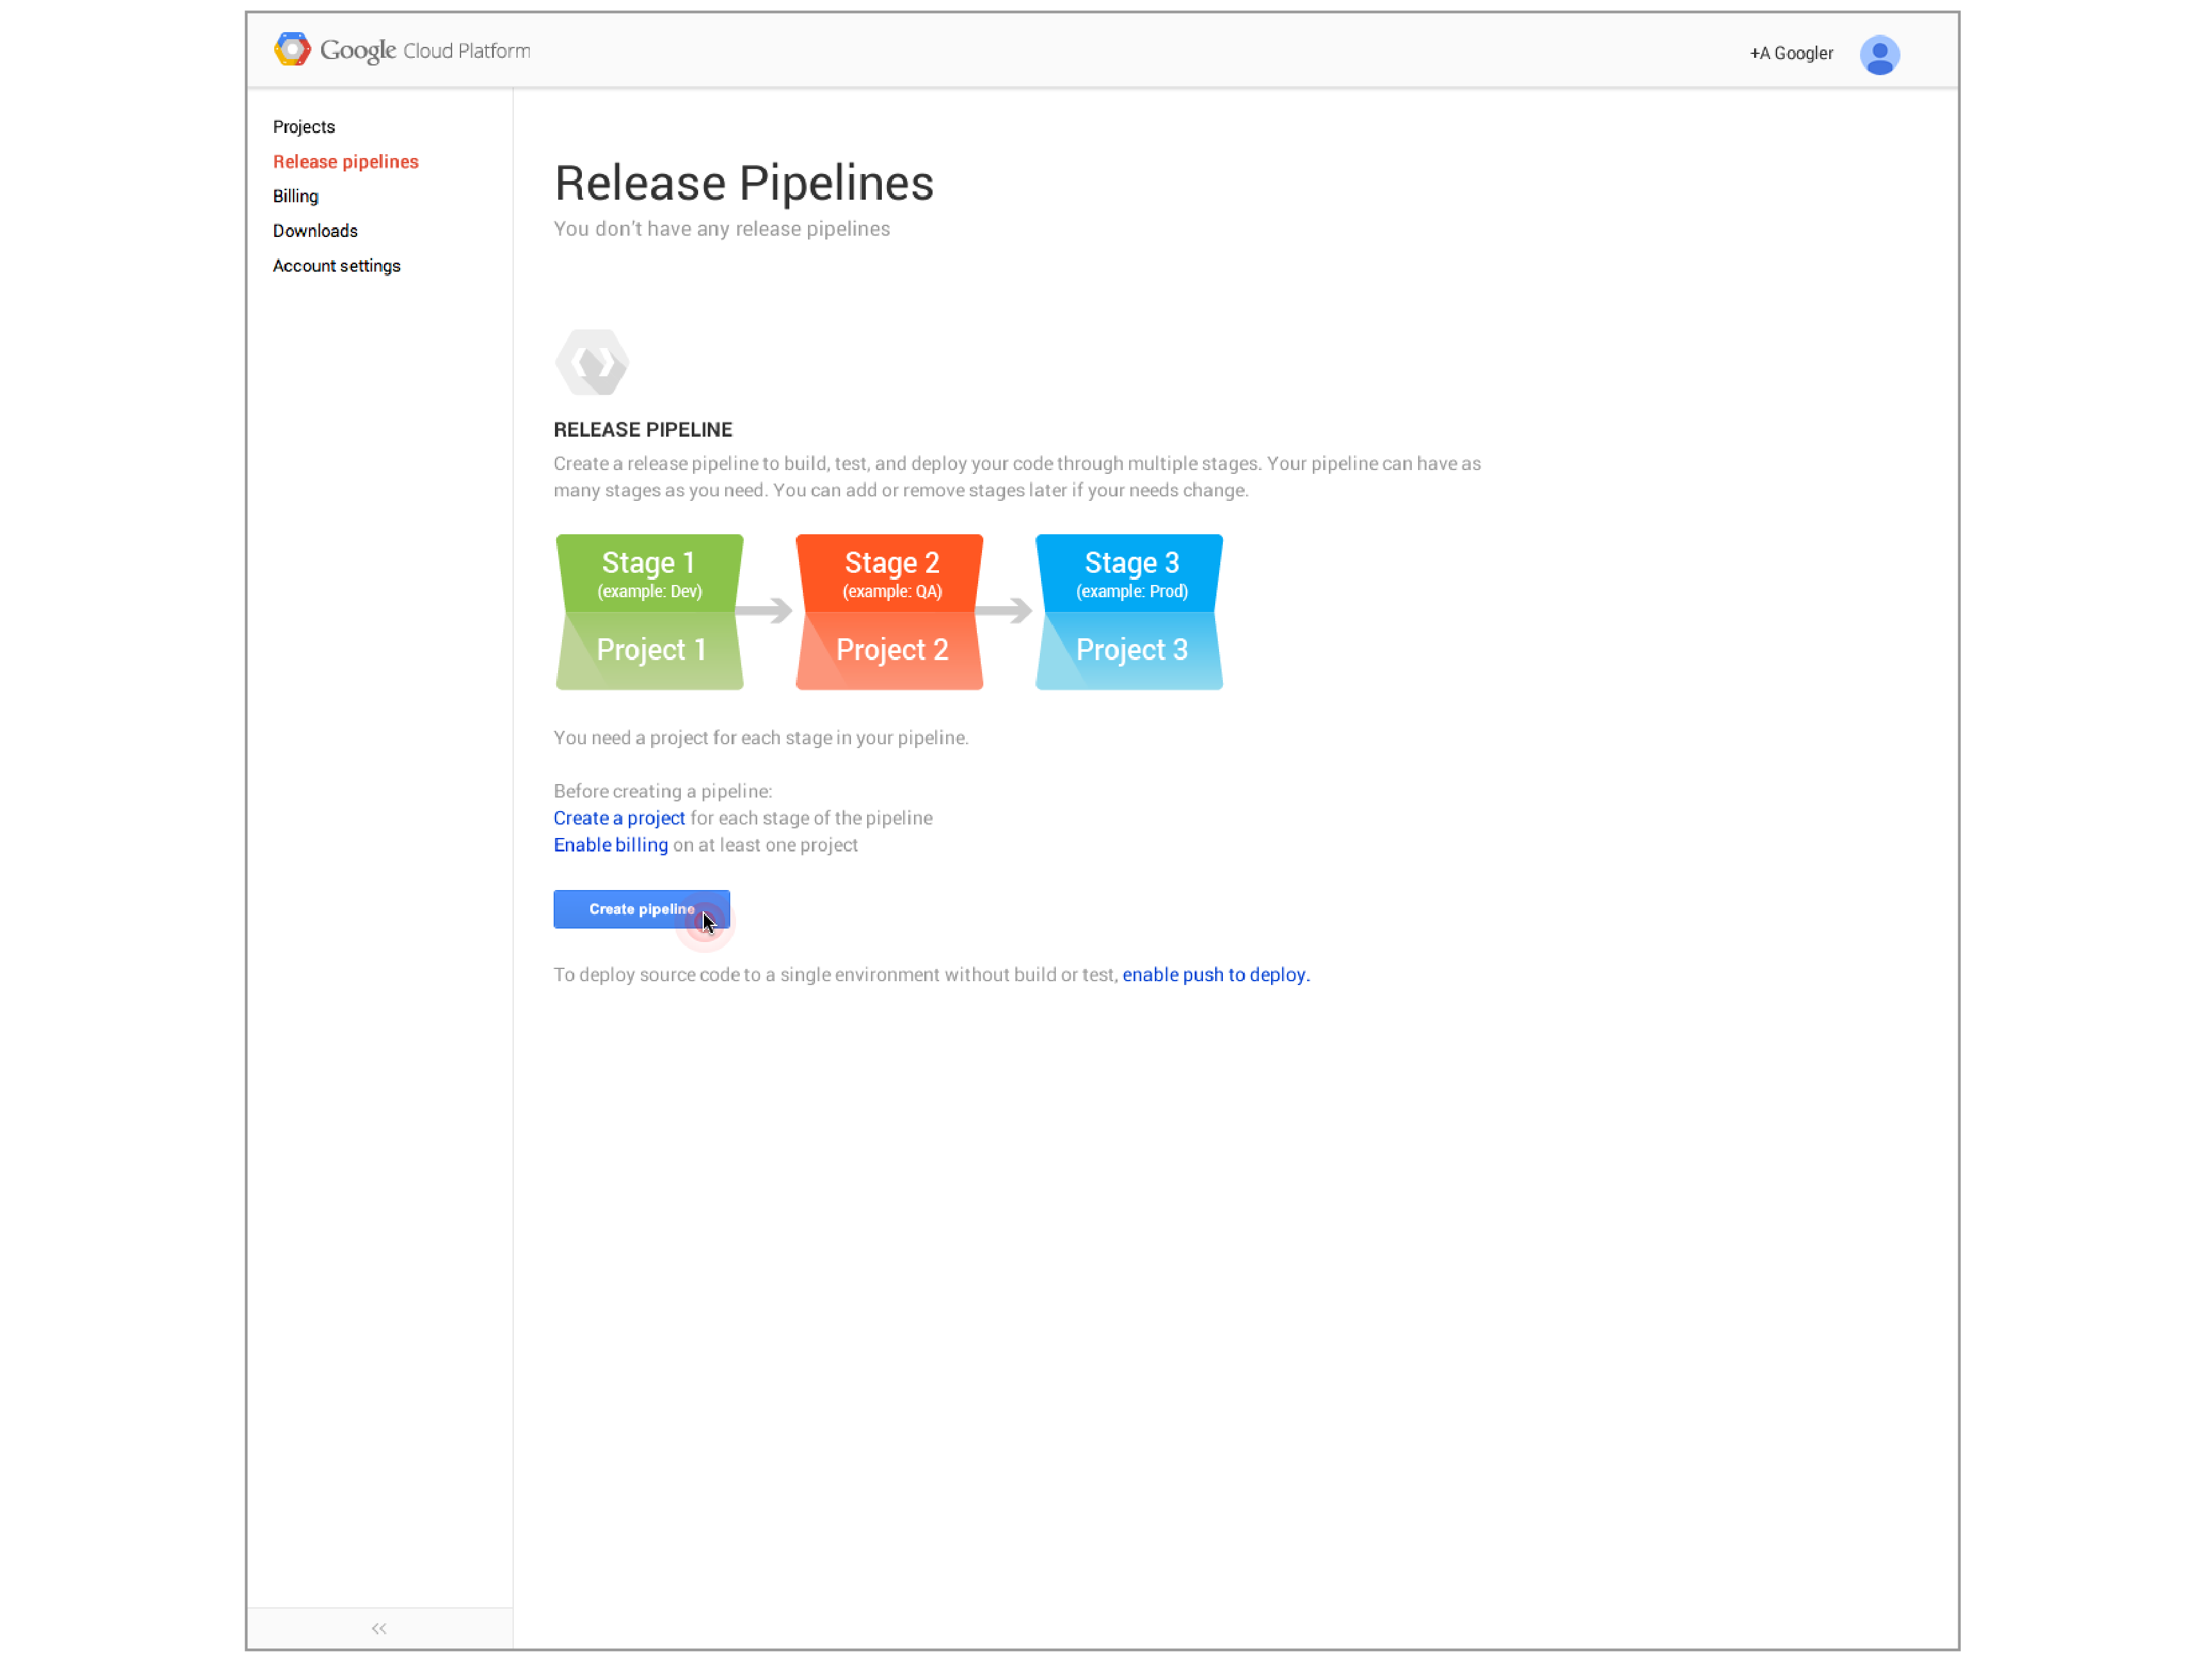 Google Cloud Platform
+A Googler
Projects
Release pipelines
Billing
Downloads
Account settings
Release Pipelines
You don't have any release pipelines
RELEASE PIPELINE
Create a release pipeline to build, test, and deploy your code through multiple stages. Your pipeline can have as
many stages as you need. You can add or remove stages later if your needs change.
Stage 1
(example: Dev)
Project 1
Stage 2
(example: QA)
Project 2
Stage 3
(example: Prod)
Project 3
You need a project for each stage in your pipeline.
Before creating a pipeline:
Create a project for each stage of the pipeline
Enable billing on at least one project
Create pipeline
To deploy source code to a single environment without build or test, enable push to deploy.